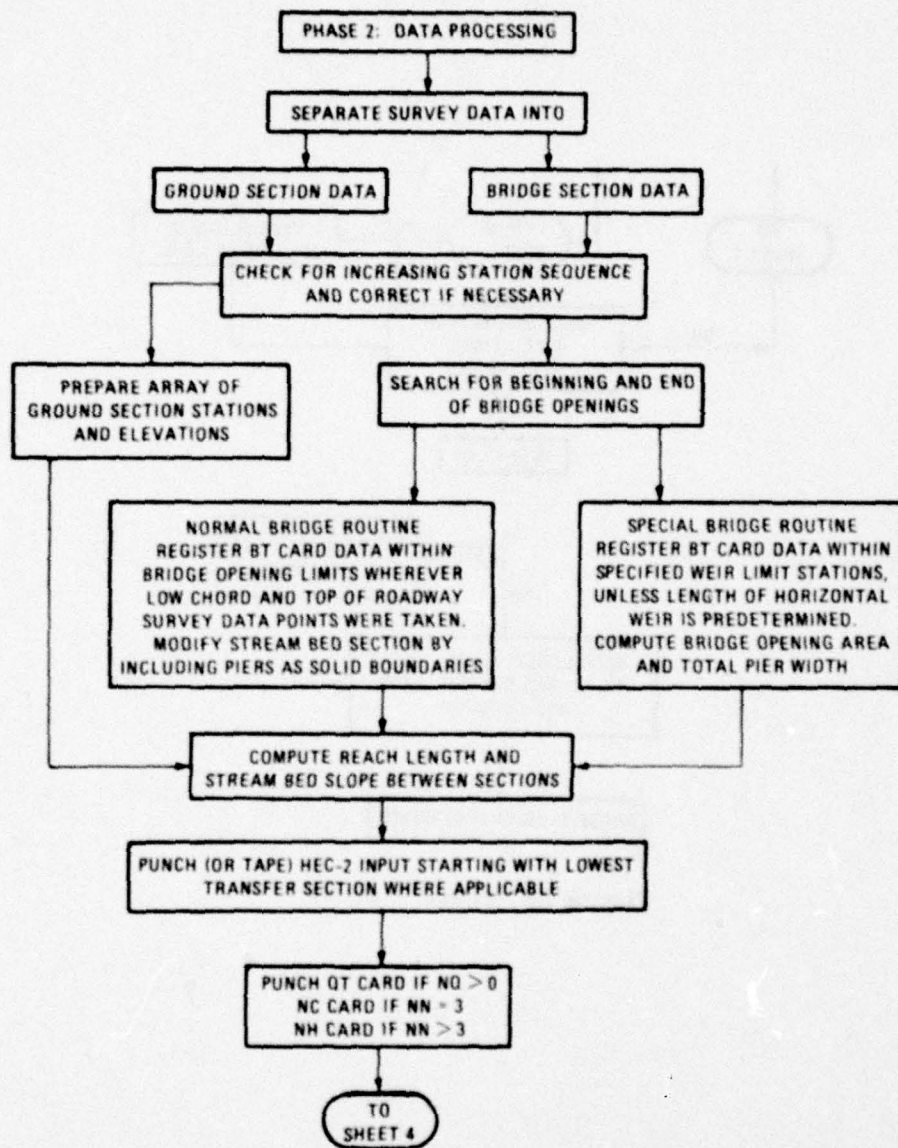 PHASE 2: DATA PROCESSING
SEPARATE SURVEY DATA INTO
GROUND SECTION DATA
BRIDGE SECTION DATA
CHECK FOR INCREASING STATION SEQUENCE
AND CORRECT IF NECESSARY
PREPARE ARRAY OF
GROUND SECTION STATIONS
AND ELEVATIONS
SEARCH FOR BEGINNING AND END
OF BRIDGE OPENINGS
NORMAL BRIDGE ROUTINE
REGISTER BT CARD DATA WITHIN
BRIDGE OPENING LIMITS WHEREVER
LOW CHORD AND TOP OF ROADWAY
SURVEY DATA POINTS WERE TAKEN.
MODIFY STREAM BED SECTION BY
INCLUDING PIERS AS SOLID BOUNDARIES
SPECIAL BRIDGE ROUTINE
REGISTER BT CARD DATA WITHIN
SPECIFIED WEIR LIMIT STATIONS,
UNLESS LENGTH OF HORIZONTAL
WEIR IS PREDETERMINED.
COMPUTE BRIDGE OPENING AREA
AND TOTAL PIER WIDTH
COMPUTE REACH LENGTH AND
STREAM BED SLOPE BETWEEN SECTIONS
PUNCH (OR TAPE) HEC-2 INPUT STARTING WITH LOWEST
TRANSFER SECTION WHERE APPLICABLE
PUNCH QT CARD IF NQ > 0
NC CARD IF NN = 3
NH CARD IF NN > 3
TO
SHEET 4